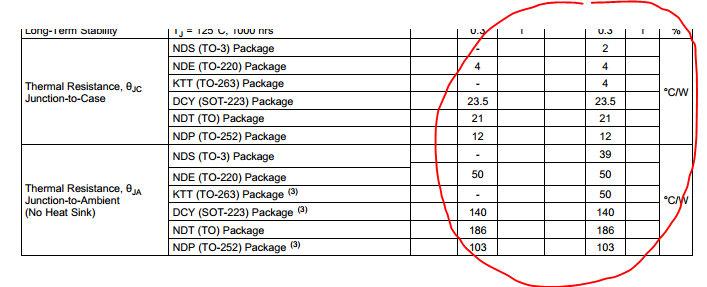 Long-Term Stability TJ = 125°C, 1000 hrs 0.3 1 0.3 1 %
NDS (TO-3) Package - 2
NDE (TO-220) Package 4 4
Thermal Resistance, θJC KTT (TO-263) Package - 4
Junction-to-Case DCY (SOT-223) Package 23.5 23.5 °C/W
NDT (TO) Package 21 21
NDP (TO-252) Package 12 12
NDS (TO-3) Package - 39
NDE (TO-220) Package 50 50
Thermal Resistance, θJA KTT (TO-263) Package (3) - 50
Junction-to-Ambient °C/W
(No Heat Sink) DCY (SOT-223) Package (3) 140 140
NDT (TO) Package 186 186
NDP (TO-252) Package (3) 103 103